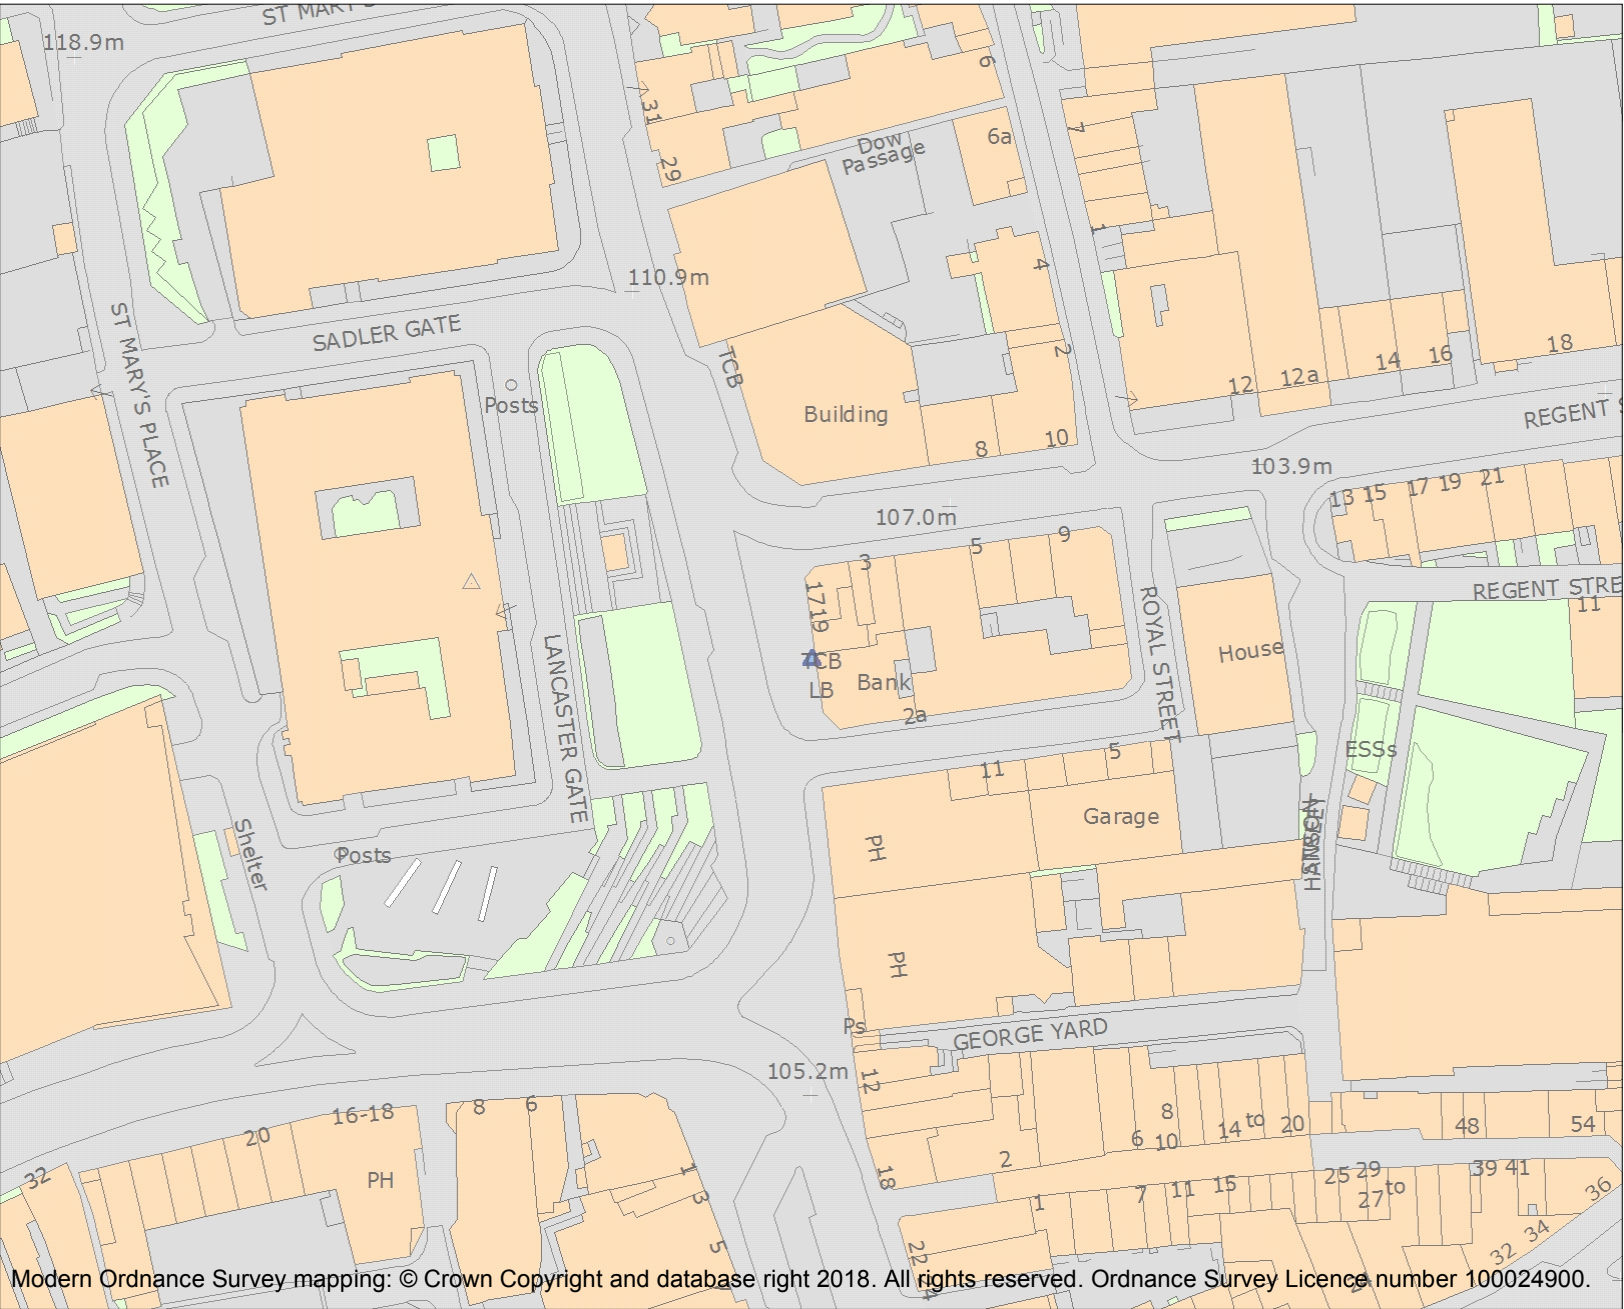 ST MARY'S
118.9m
6
31
29
Dow
Passage
6a
7
1
4
110.9m
SADLER GATE
ST MARY'S PLACE
TCB
2
Posts
Building
8
10
12
12a
14
16
18
REGENT S
103.9m
107.0m
13 15 17 19 21
3
5
9
1719
REGENT STRE
11
ROYAL STREET
House
TCB
LB
Bank
2a
LANCASTER GATE
ESSs
11
5
Garage
PH
Shelter
Posts
PH
Ps
GEORGE YARD
105.2m
12
16-18
20
8
6
32
PH
8
6
10
14 to 20
2
18
48
54
1
3
5
1
7
11
15
25 29
27 to
39 41
36
34
32
22
Modern Ordnance Survey mapping: © Crown Copyright and database right 2018. All rights reserved. Ordnance Survey Licence number 100024900.